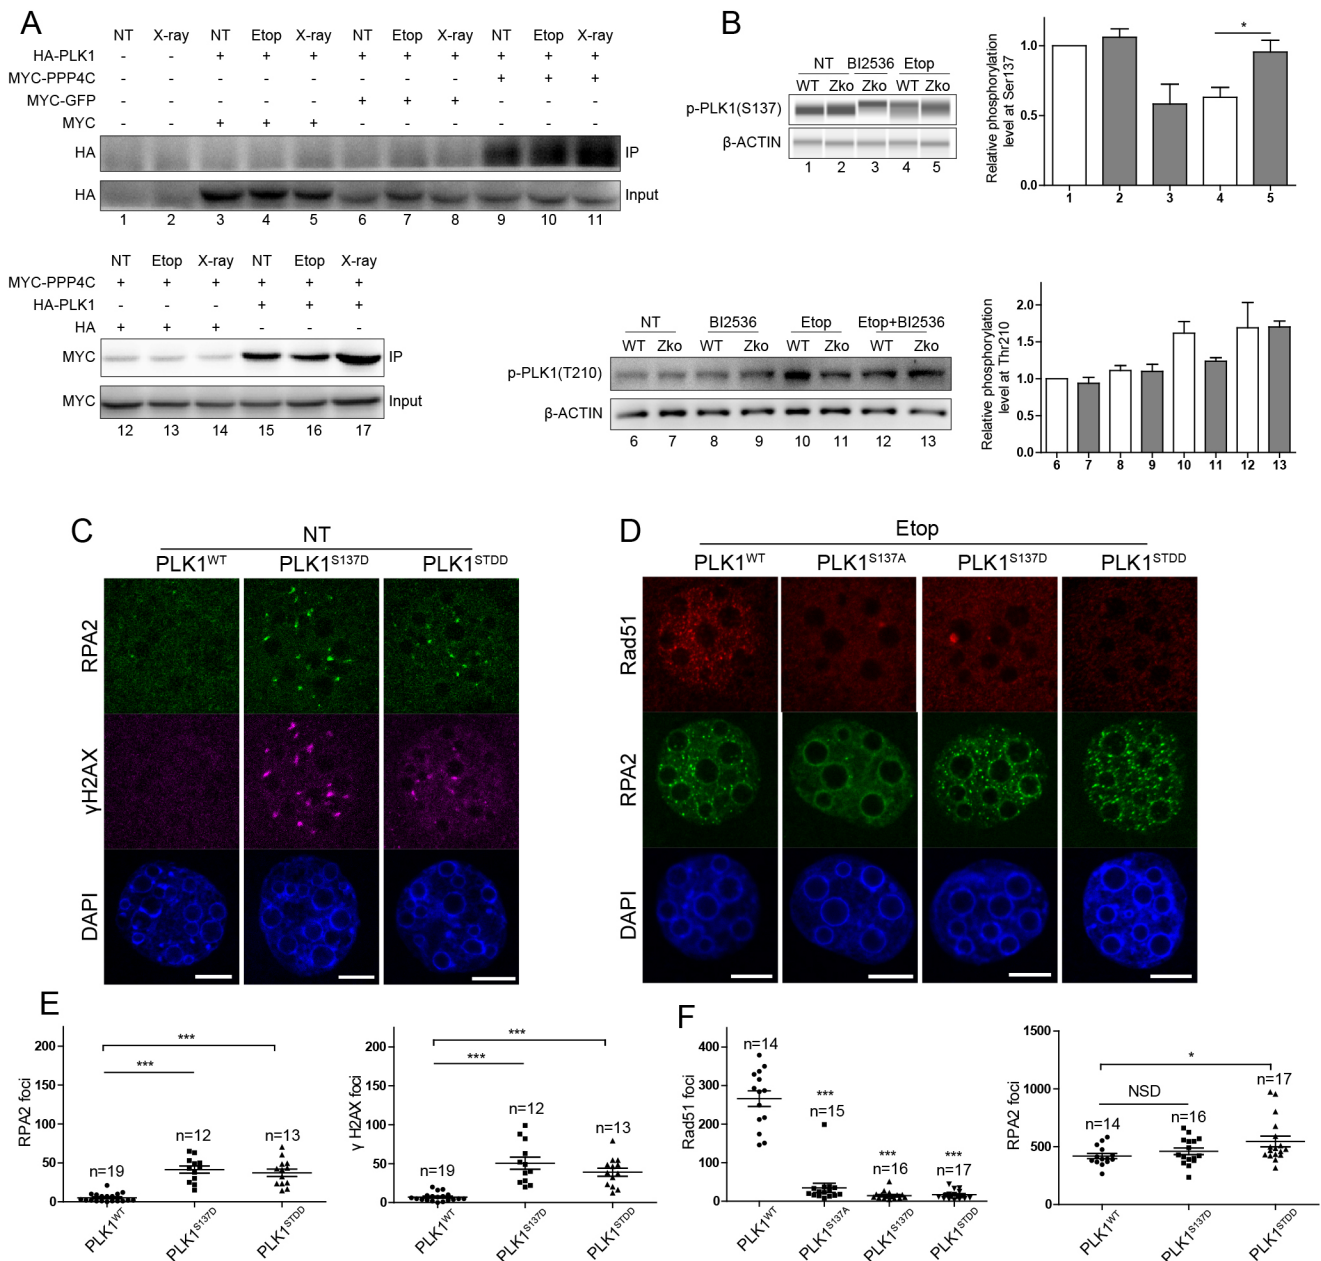 A
NT X-ray NT Etop X-ray NT Etop X-ray NT Etop X-ray
HA-PLK1 - - + + + + + + + + +
MYC-PPP4C - - - - - - - - + + +
MYC-GFP - - - - - + + + - - -
MYC - - + + + - - - - - -
HA IP
HA Input
1 2 3 4 5 6 7 8 9 10 11
NT Etop X-ray NT Etop X-ray
MYC-PPP4C + + + + + +
HA-PLK1 - - - + + +
HA + + + - - -
MYC IP
MYC Input
12 13 14 15 16 17
B
NT BI2536 Etop
WT Zko Zko WT Zko
p-PLK1(S137)
β-ACTIN
1 2 3 4 5
Relative phosphorylation
level at Ser137
1.0
0.5
0.0
*
1 2 3 4 5
NT BI2536 Etop Etop+BI2536
WT Zko WT Zko WT Zko WT Zko
p-PLK1(T210)
β-ACTIN
6 7 8 9 10 11 12 13
Relative phosphorylation
level at Thr210
2.0
1.5
1.0
0.5
0.0
6 7 8 9 10 11 12 13
C
NT
PLK1WT PLK1S137D PLK1STDD
RPA2
γH2AX
DAPI
D
Etop
PLK1WT PLK1S137A PLK1S137D PLK1STDD
Rad51
RPA2
DAPI
E
RPA2 foci
200
150
100
50
0
***
***
n=19
n=12
n=13
PLK1WT PLK1S137D PLK1STDD
γ H2AX foci
200
150
100
50
0
***
***
n=19
n=12
n=13
PLK1WT PLK1S137D PLK1STDD
F
Rad51 foci
400
300
200
100
0
n=14
***
n=15
***
n=16
***
n=17
PLK1WT PLK1S137A PLK1S137D PLK1STDD
RPA2 foci
1500
1000
500
0
*
NSD
n=14
n=16
n=17
PLK1WT PLK1S137D PLK1STDD